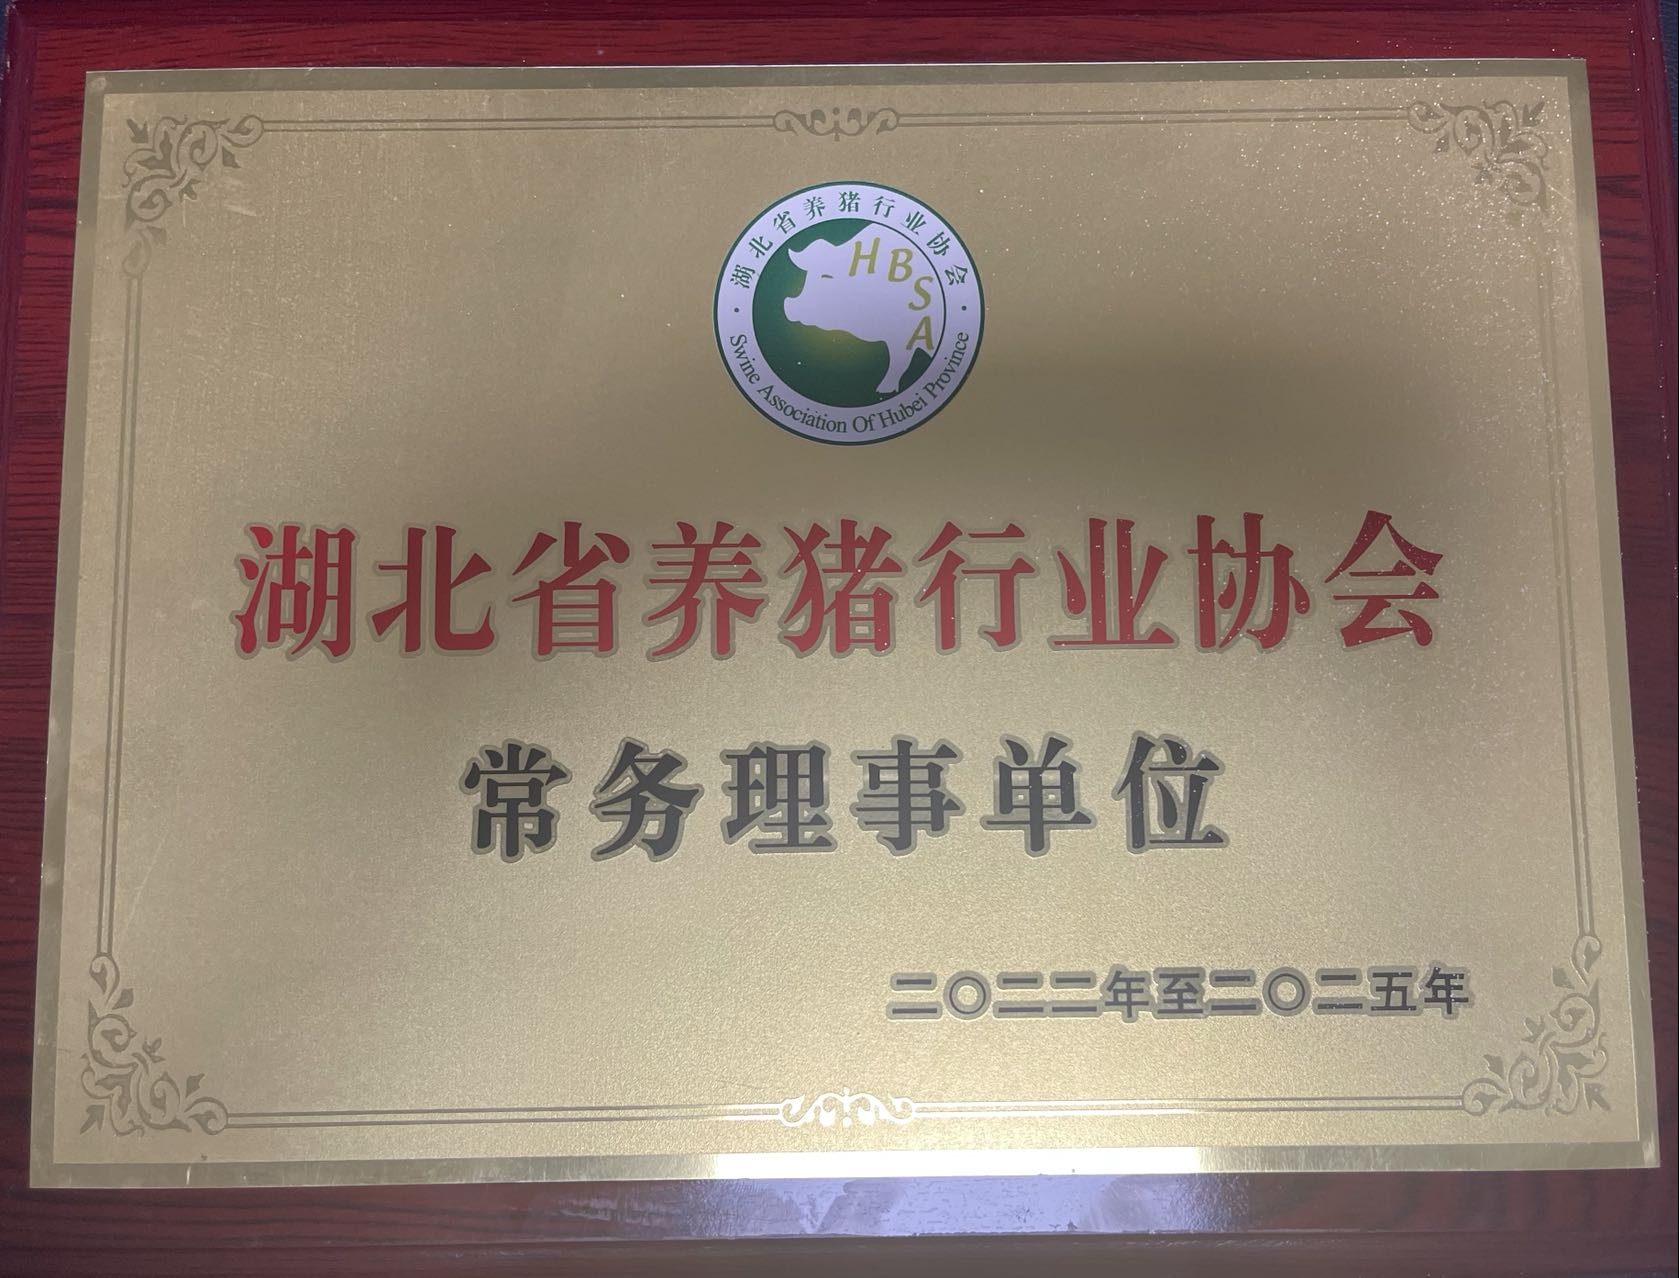 湖北省养猪行业协会
HBSA
Swine Association Of Hubei Province
湖北省养猪行业协会
常务理事单位
二〇二二年至二〇二五年